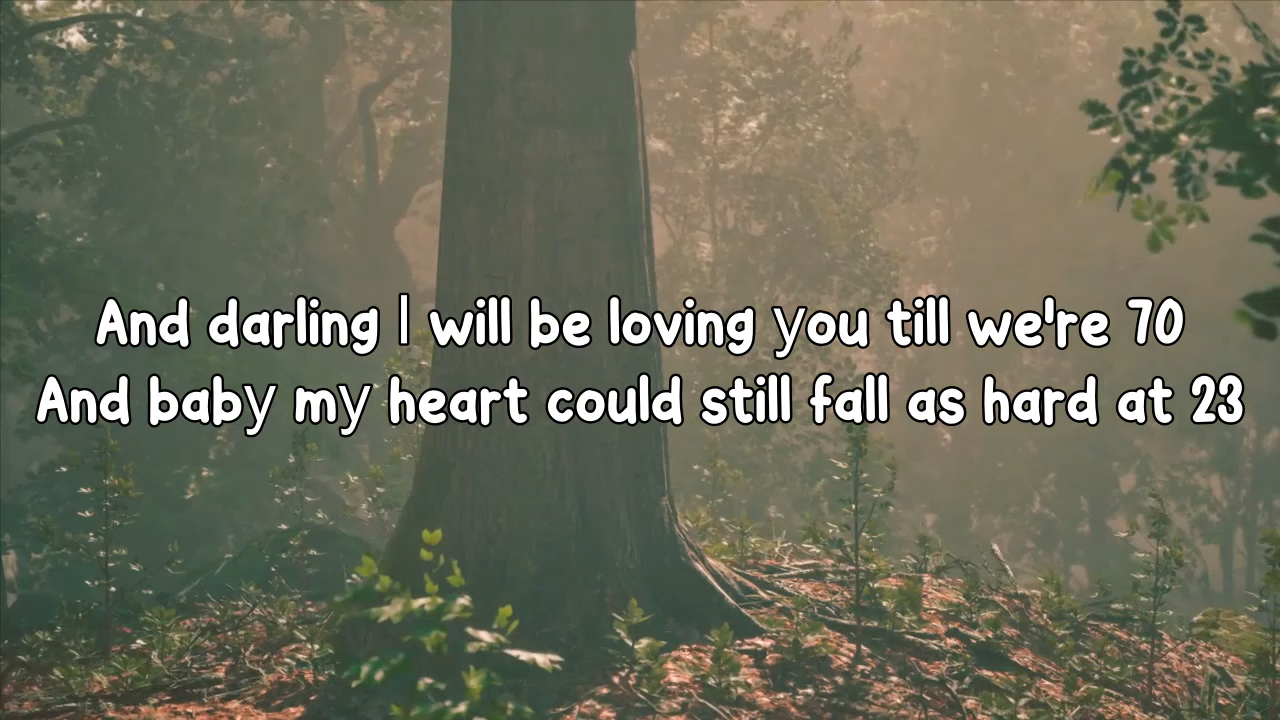 And darling I will be loving you till we're 70
And baby my heart could still fall as hard at 23